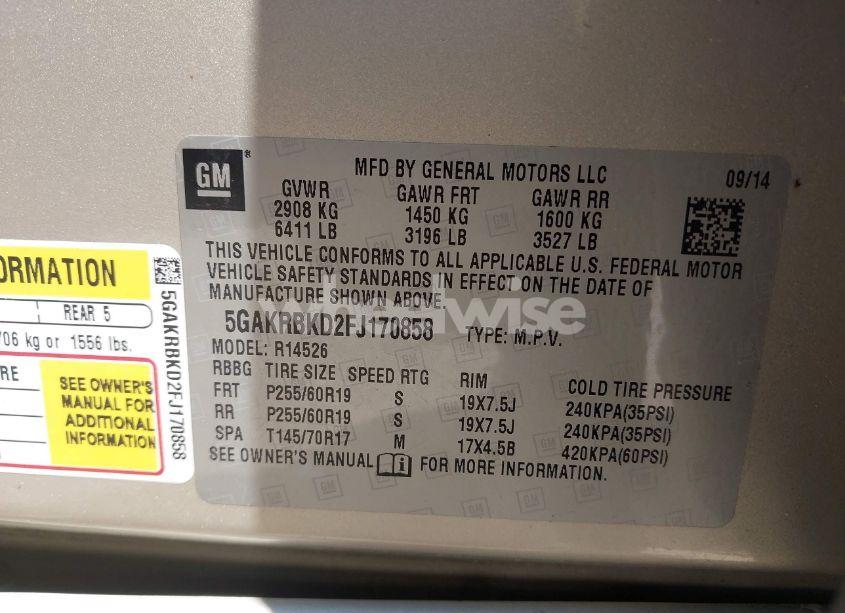 GM
MFD BY GENERAL MOTORS LLC
09/14
GVWR GAWR FRT GAWR RR
2908 KG 1450 KG 1600 KG
6411 LB 3196 LB 3527 LB
THIS VEHICLE CONFORMS TO ALL APPLICABLE U.S. FEDERAL MOTOR
VEHICLE SAFETY STANDARDS IN EFFECT ON THE DATE OF
MANUFACTURE SHOWN ABOVE.
5GAKRBKD2FJ170858 TYPE: M.P.V.
MODEL: R14526
RBBG TIRE SIZE SPEED RTG RIM COLD TIRE PRESSURE
FRT P255/60R19 S 19X7.5J 240KPA(35PSI)
RR P255/60R19 S 19X7.5J 240KPA(35PSI)
SPA T145/70R17 M 17X4.5B 420KPA(60PSI)
SEE OWNER'S MANUAL FOR MORE INFORMATION.
ORMATION
REAR 5
706 kg or 1556 lbs.
RE
SEE OWNER'S
MANUAL FOR
ADDITIONAL
INFORMATION
5GAKRBKD2FJ170858